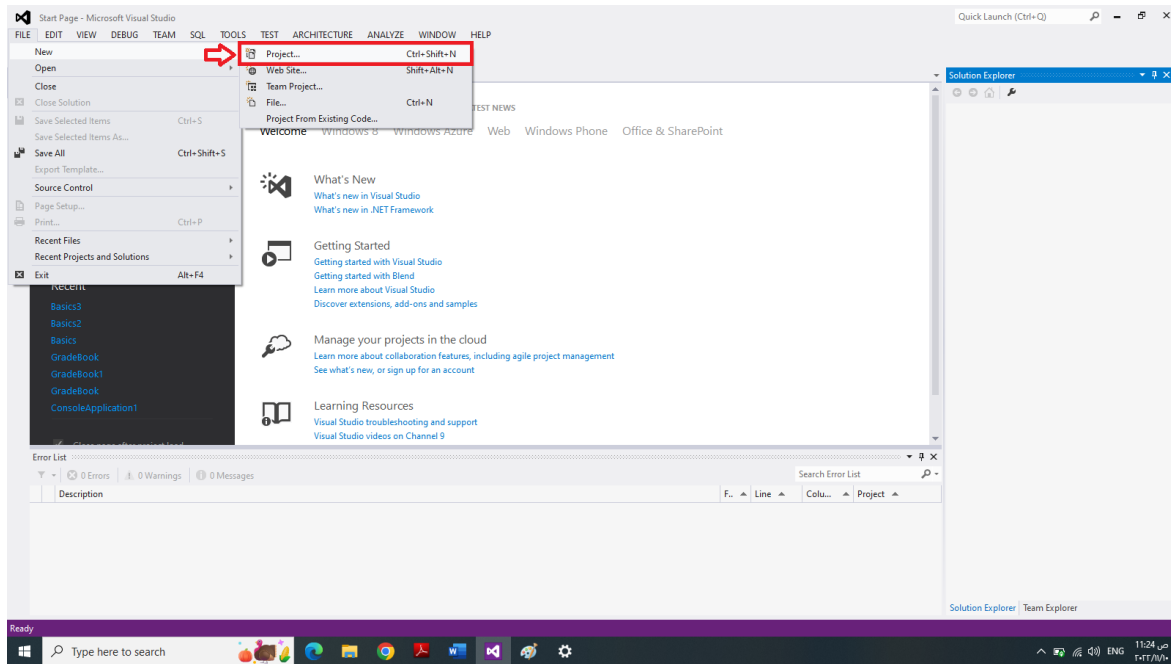 Start Page - Microsoft Visual Studio
Quick Launch (Ctrl+Q)
FILE EDIT VIEW DEBUG TEAM SQL TOOLS TEST ARCHITECTURE ANALYZE WINDOW HELP
New
Open
Close
Close Solution
Save Selected Items Ctrl+S
Save Selected Items As...
Save All Ctrl+Shift+S
Export Template...
Source Control
Page Setup...
Print... Ctrl+P
Recent Files
Recent Projects and Solutions
Exit Alt+F4
Project... Ctrl+Shift+N
Web Site... Shift+Alt+N
Team Project...
File... Ctrl+N
Project From Existing Code...
NEWS
Welcome Windows 8 Windows Azure Web Windows Phone Office & SharePoint
What's New
What's new in Visual Studio
What's new in .NET Framework
Getting Started
Getting started with Visual Studio
Getting started with Blend
Learn more about Visual Studio
Discover extensions, add-ons and samples
Manage your projects in the cloud
Learn more about collaboration features, including agile project management
See what's new, or sign up for an account
Learning Resources
Visual Studio troubleshooting and support
Visual Studio videos on Channel 9
Recent
Basics3
Basics2
Basics
GradeBook
GradeBook1
GradeBook
ConsoleApplication1
Solution Explorer
Error List
0 Errors 0 Warnings 0 Messages
Search Error List
Description F.. Line Colu... Project
Solution Explorer Team Explorer
Ready
Type here to search
ENG
11:24 ص